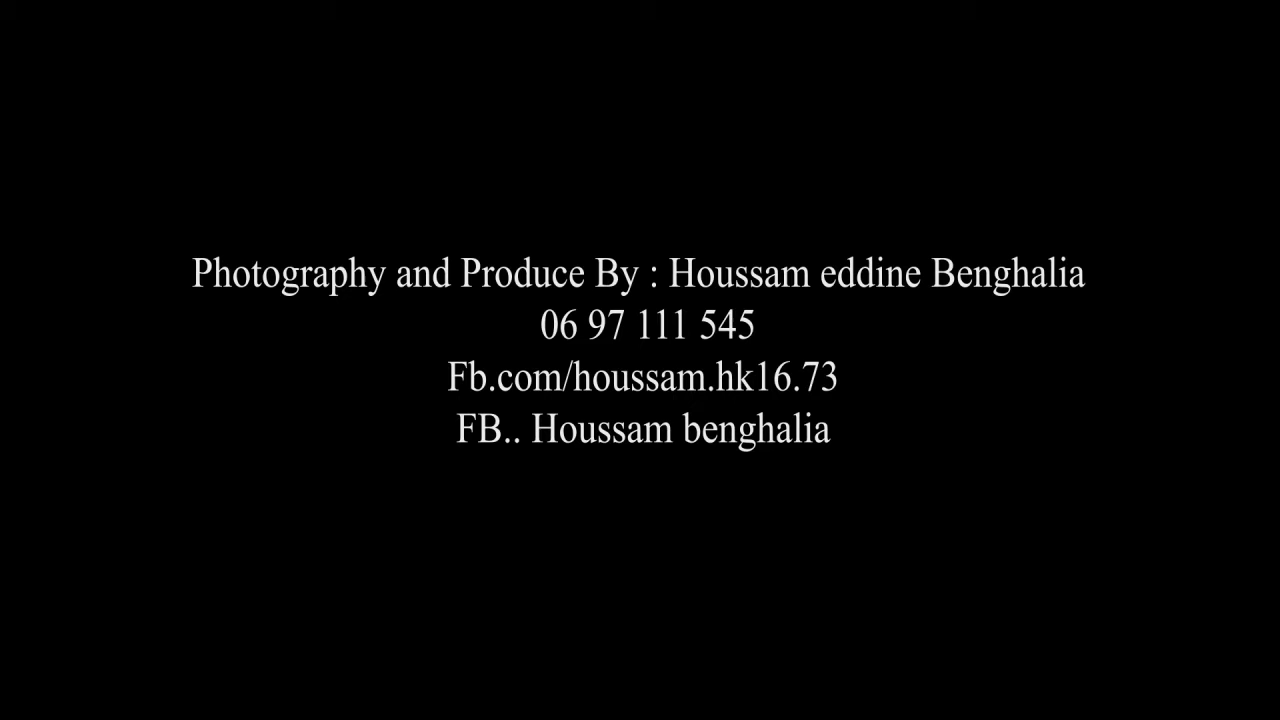 Photography and Produce By : Houssam eddine Benghalia
06 97 111 545
Fb.com/houssam.hk16.73
FB.. Houssam benghalia